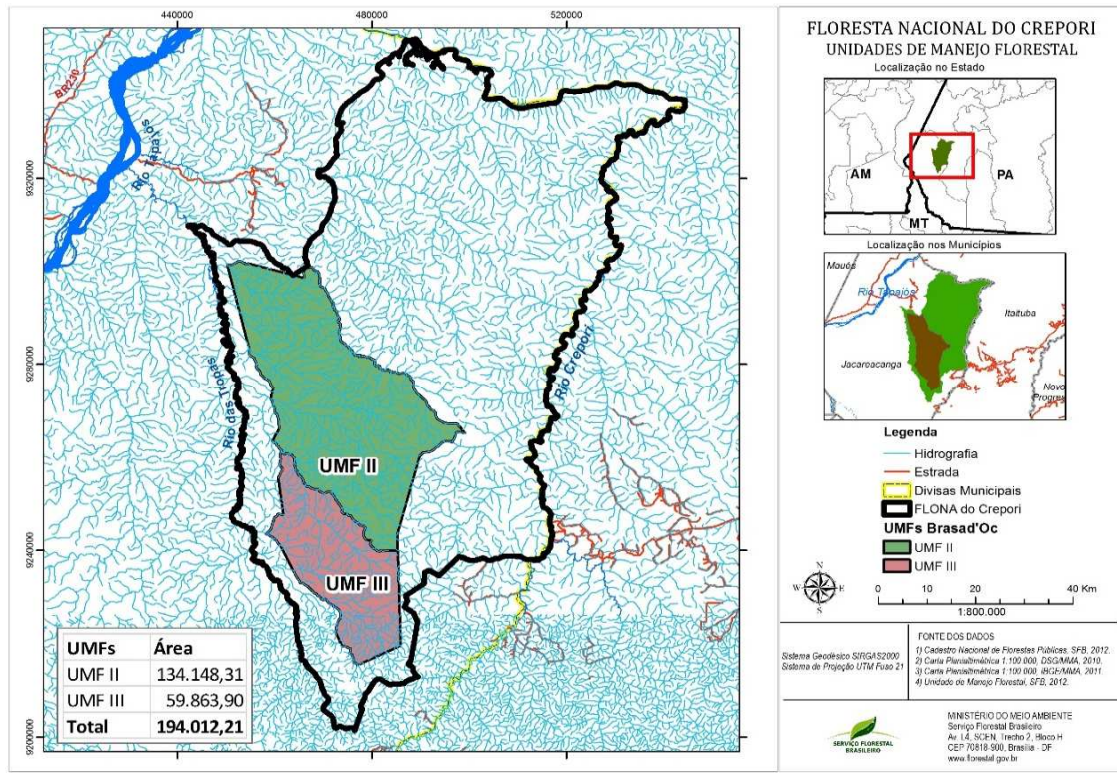 440000
480000
520000
9320000
9280000
9240000
9200000
BR230
Rio Tapajós
Rio das Tropas
Rio Crepori
UMF II
UMF III
UMFs Área
UMF II 134.148,31
UMF III 59.863,90
Total 194.012,21
FLORESTA NACIONAL DO CREPORI
UNIDADES DE MANEJO FLORESTAL
Localização no Estado
AM
PA
MT
Localização nos Municípios
Maués
Rio Tapajós
Itaituba
Jacareacanga
Novo
Progres
Legenda
Hidrografia
Estrada
Divisas Municipais
FLONA do Crepori
UMFs Brasad'Oc
UMF II
UMF III
N
W E
S
0 10 20 40 Km
1:800.000
Sistema Geodésico SIRGAS2000
Sistema de Projeção UTM Fuso 21
FONTE DOS DADOS
1) Cadastro Nacional de Florestas Públicas, SFB, 2012.
2) Carta Planialtimétrica 1:100.000, DSG/MMA, 2010.
3) Carta Planialtimétrica 1:100.000, IBGE/MMA, 2011.
4) Unidade de Manejo Florestal, SFB, 2012.
SERVIÇO FLORESTAL
BRASILEIRO
MINISTÉRIO DO MEIO AMBIENTE
Serviço Florestal Brasileiro
Av. L4, SCEN, Trecho 2, Bloco H
CEP 70818-900, Brasília - DF
www.florestal.gov.br